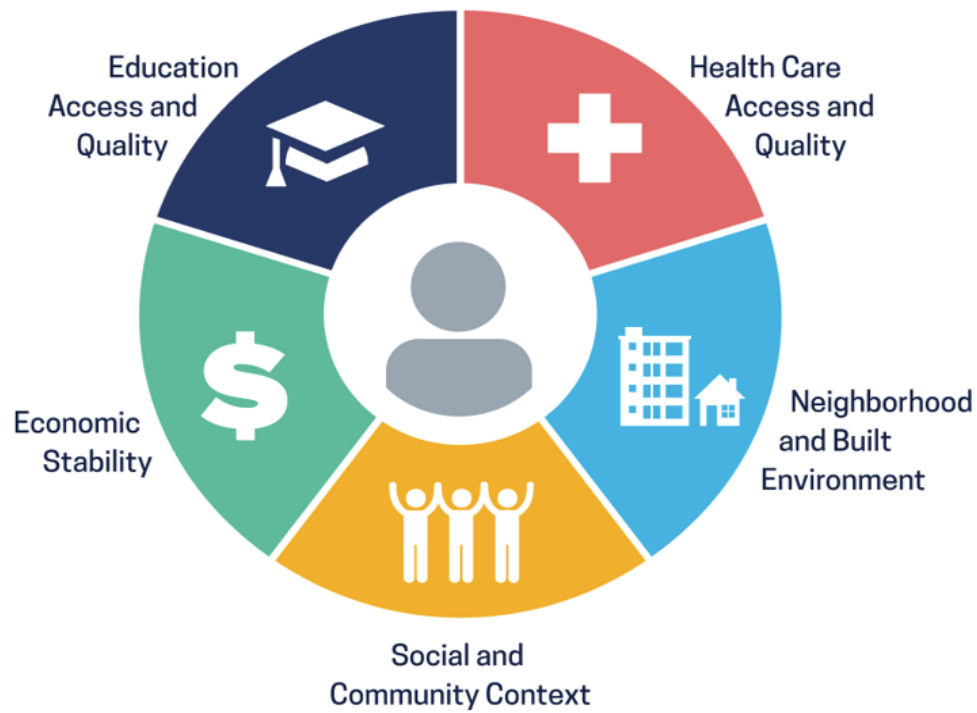 Education
Access and
Quality
Health Care
Access and
Quality
Economic
Stability
Neighborhood
and Built
Environment
Social and
Community Context